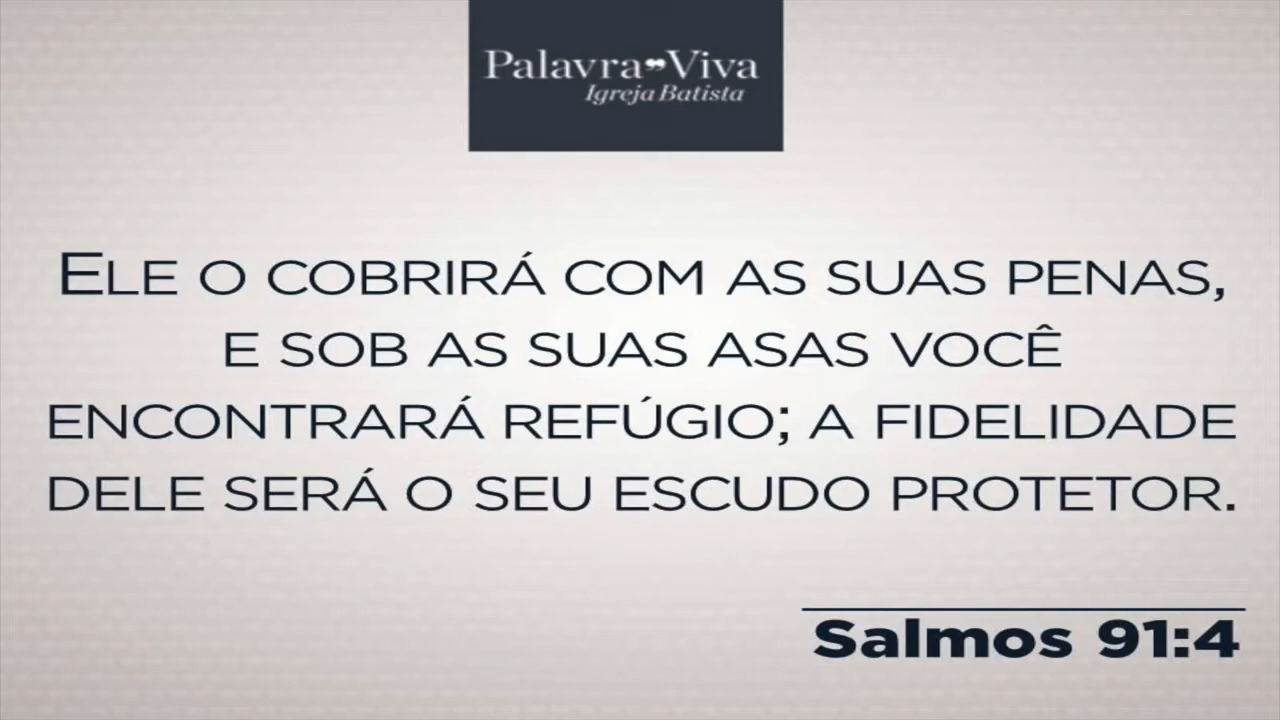 Palavra❞Viva
Igreja Batista
ELE O COBRIRÁ COM AS SUAS PENAS,
E SOB AS SUAS ASAS VOCÊ
ENCONTRARÁ REFÚGIO; A FIDELIDADE
DELE SERÁ O SEU ESCUDO PROTETOR.
Salmos 91:4